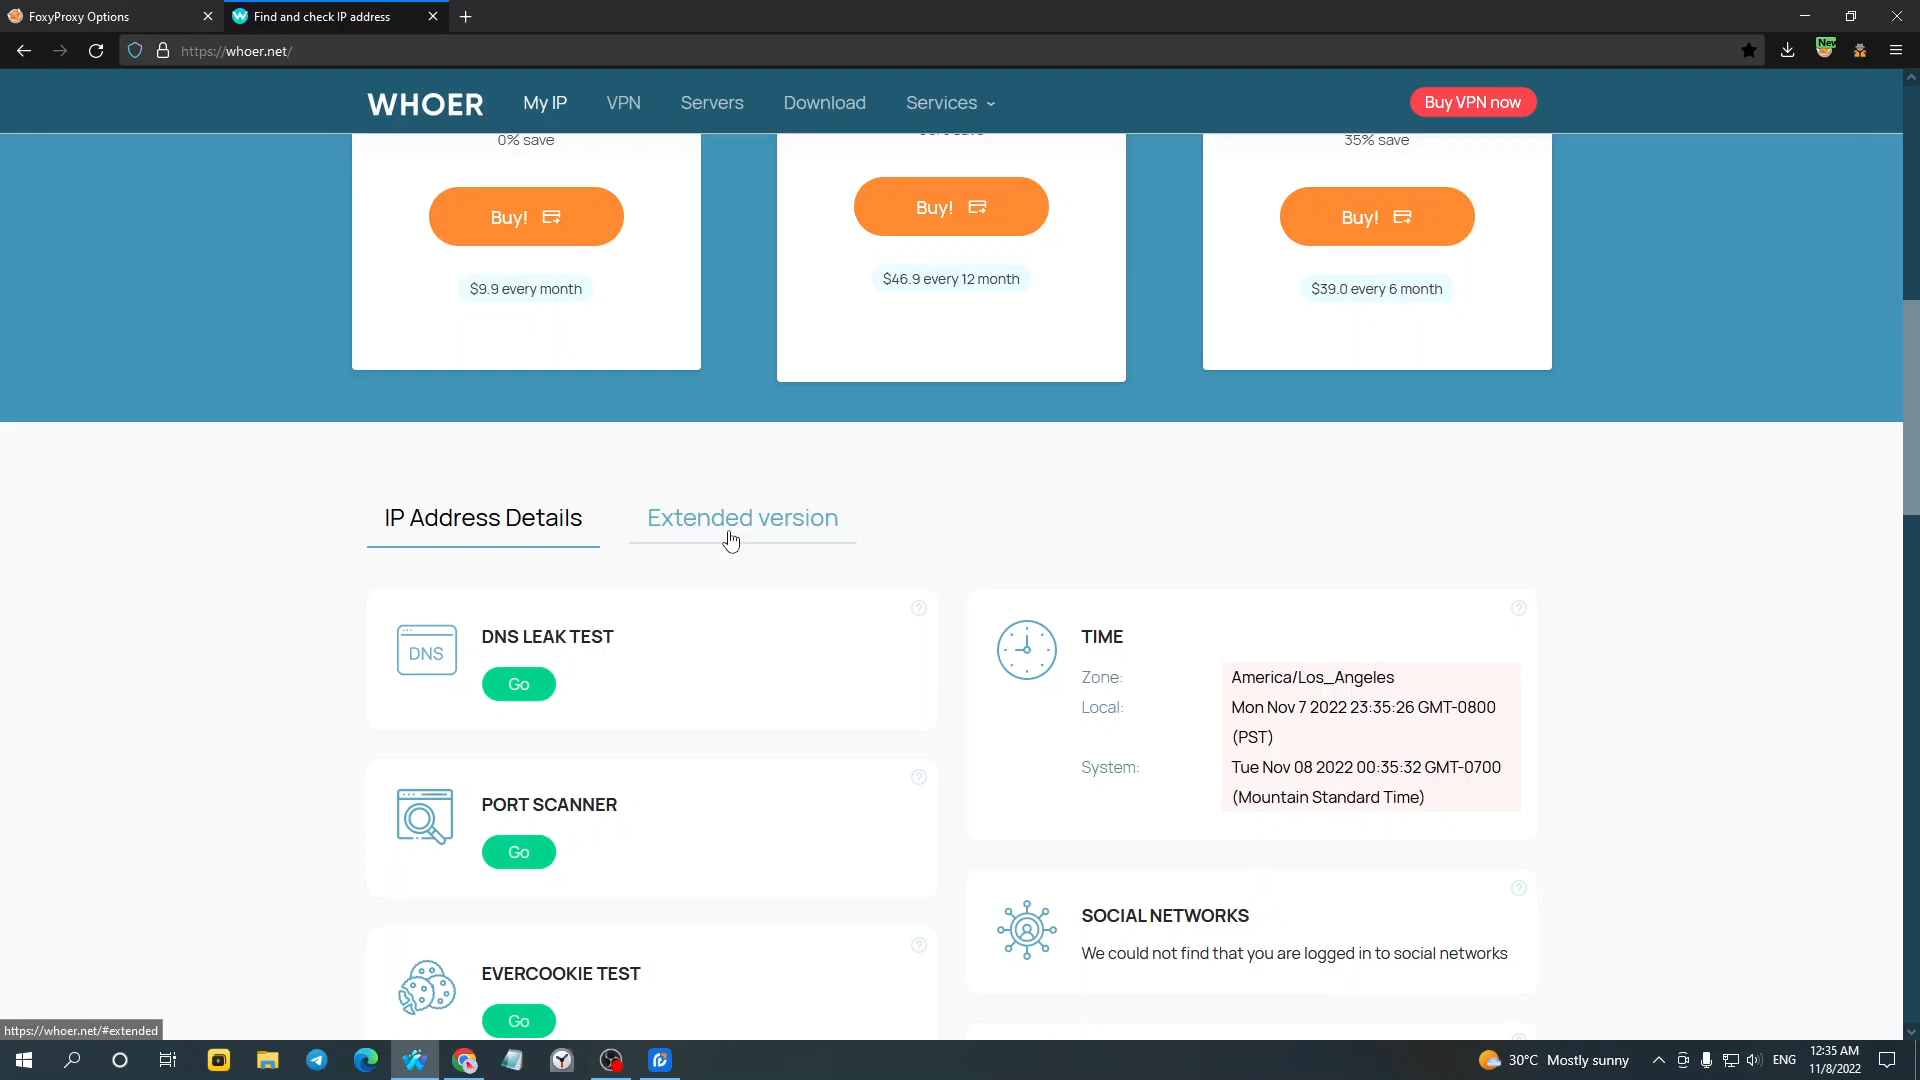 FoxyProxy Options
Find and check IP address
https://whoer.net/
New
WHOER
My IP
VPN
Servers
Download
Services
Buy VPN now
0% save
35% save
Buy!
Buy!
Buy!
$9.9 every month
$46.9 every 12 month
$39.0 every 6 month
IP Address Details
Extended version
DNS
DNS LEAK TEST
Go
TIME
Zone:
America/Los_Angeles
Local:
Mon Nov 7 2022 23:35:26 GMT-0800
(PST)
System:
Tue Nov 08 2022 00:35:32 GMT-0700
(Mountain Standard Time)
PORT SCANNER
Go
SOCIAL NETWORKS
We could not find that you are logged in to social networks
EVERCOOKIE TEST
Go
https://whoer.net/#extended
30°C Mostly sunny
ENG
12:35 AM
11/8/2022